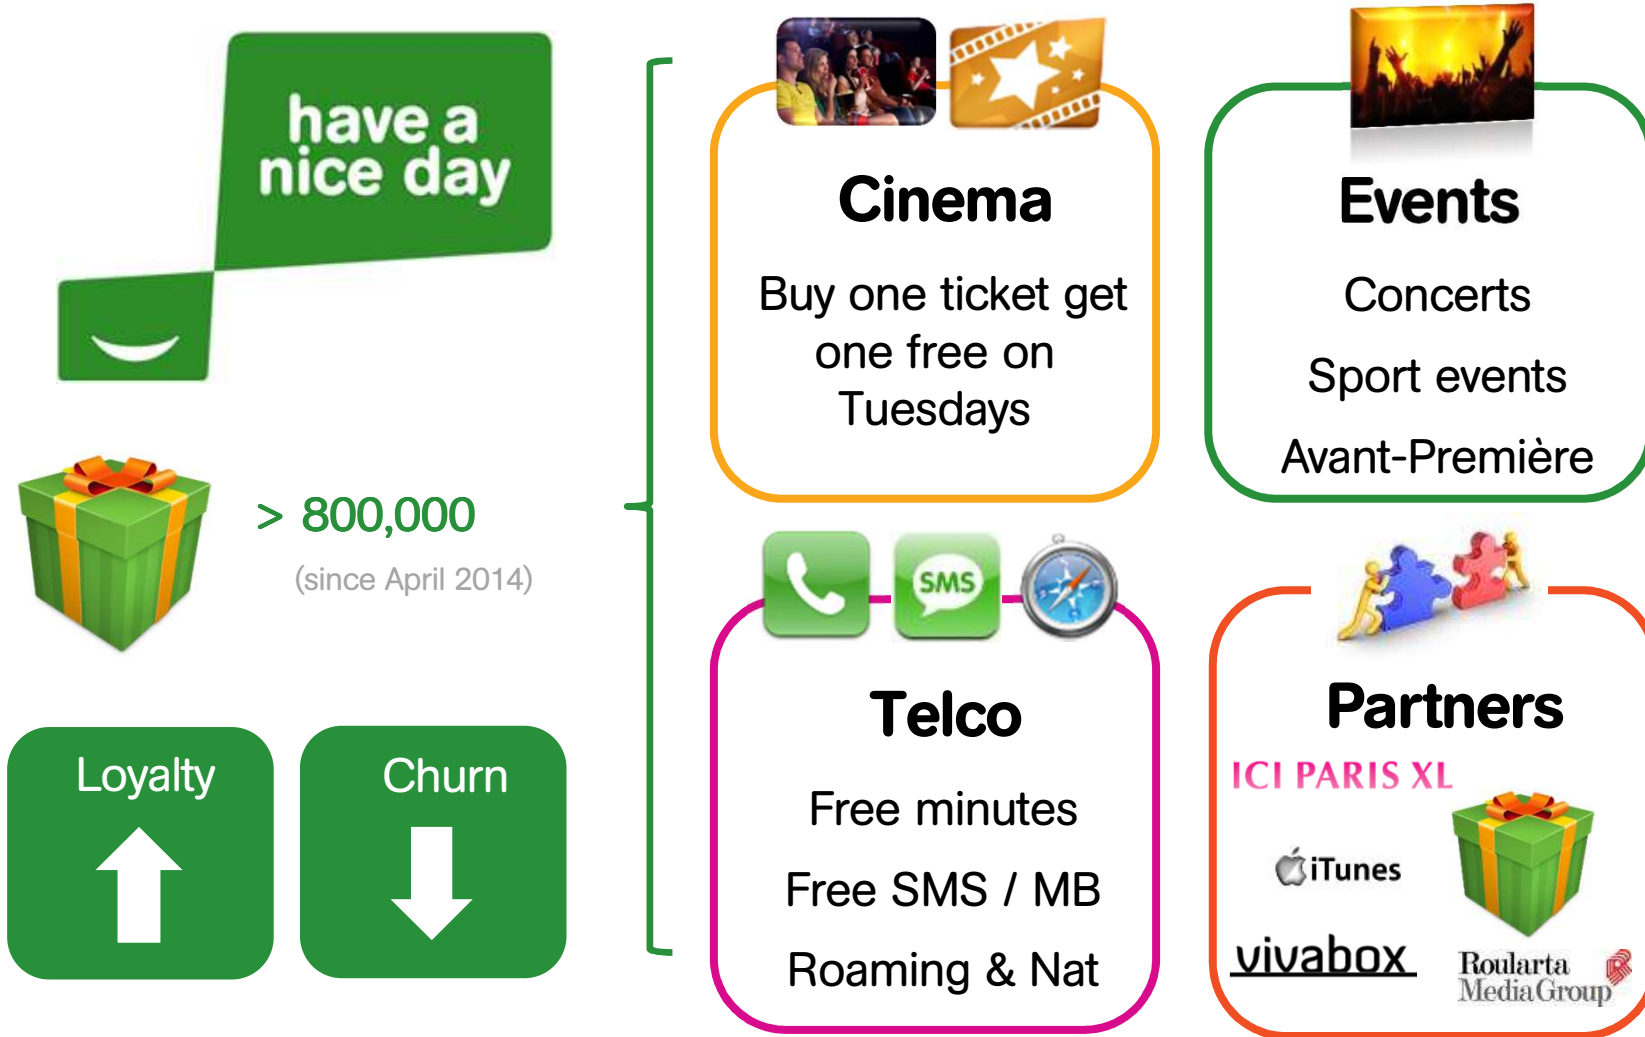 have a
nice day
> 800,000
(since April 2014)
Loyalty
Churn
Cinema
Buy one ticket get
one free on
Tuesdays
Events
Concerts
Sport events
Avant-Première
SMS
Telco
Free minutes
Free SMS / MB
Roaming & Nat
Partners
ICI PARIS XL
iTunes
vivabox
Roularta
Media Group